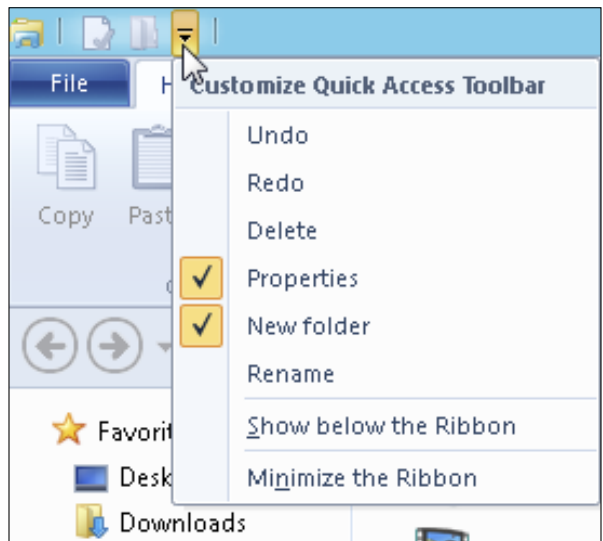 File
Customize Quick Access Toolbar
Undo
Redo
Delete
Copy
Properties
New folder
Rename
Show below the Ribbon
Desk
Minimize the Ribbon
Downloads